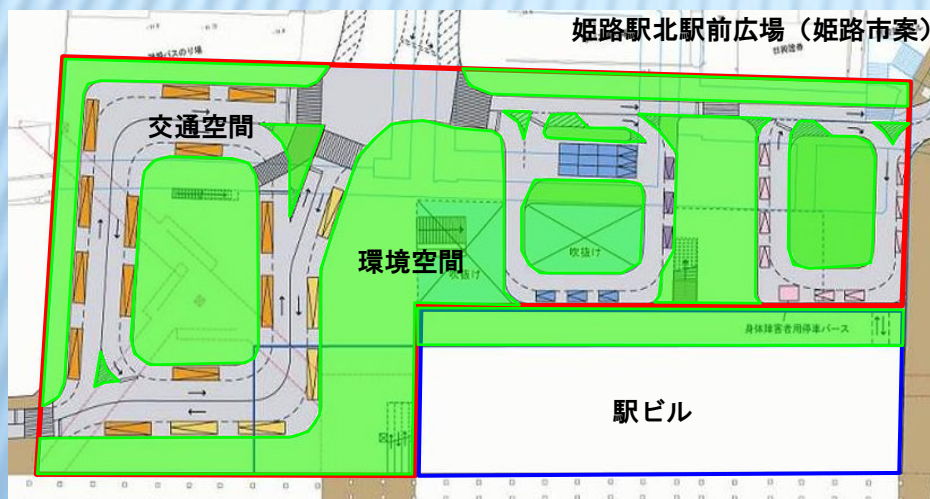 姫路駅北駅前広場（姫路市案）
交通空間
環境空間
吹抜け
吹抜け
身体障害者用停車バース
駅ビル